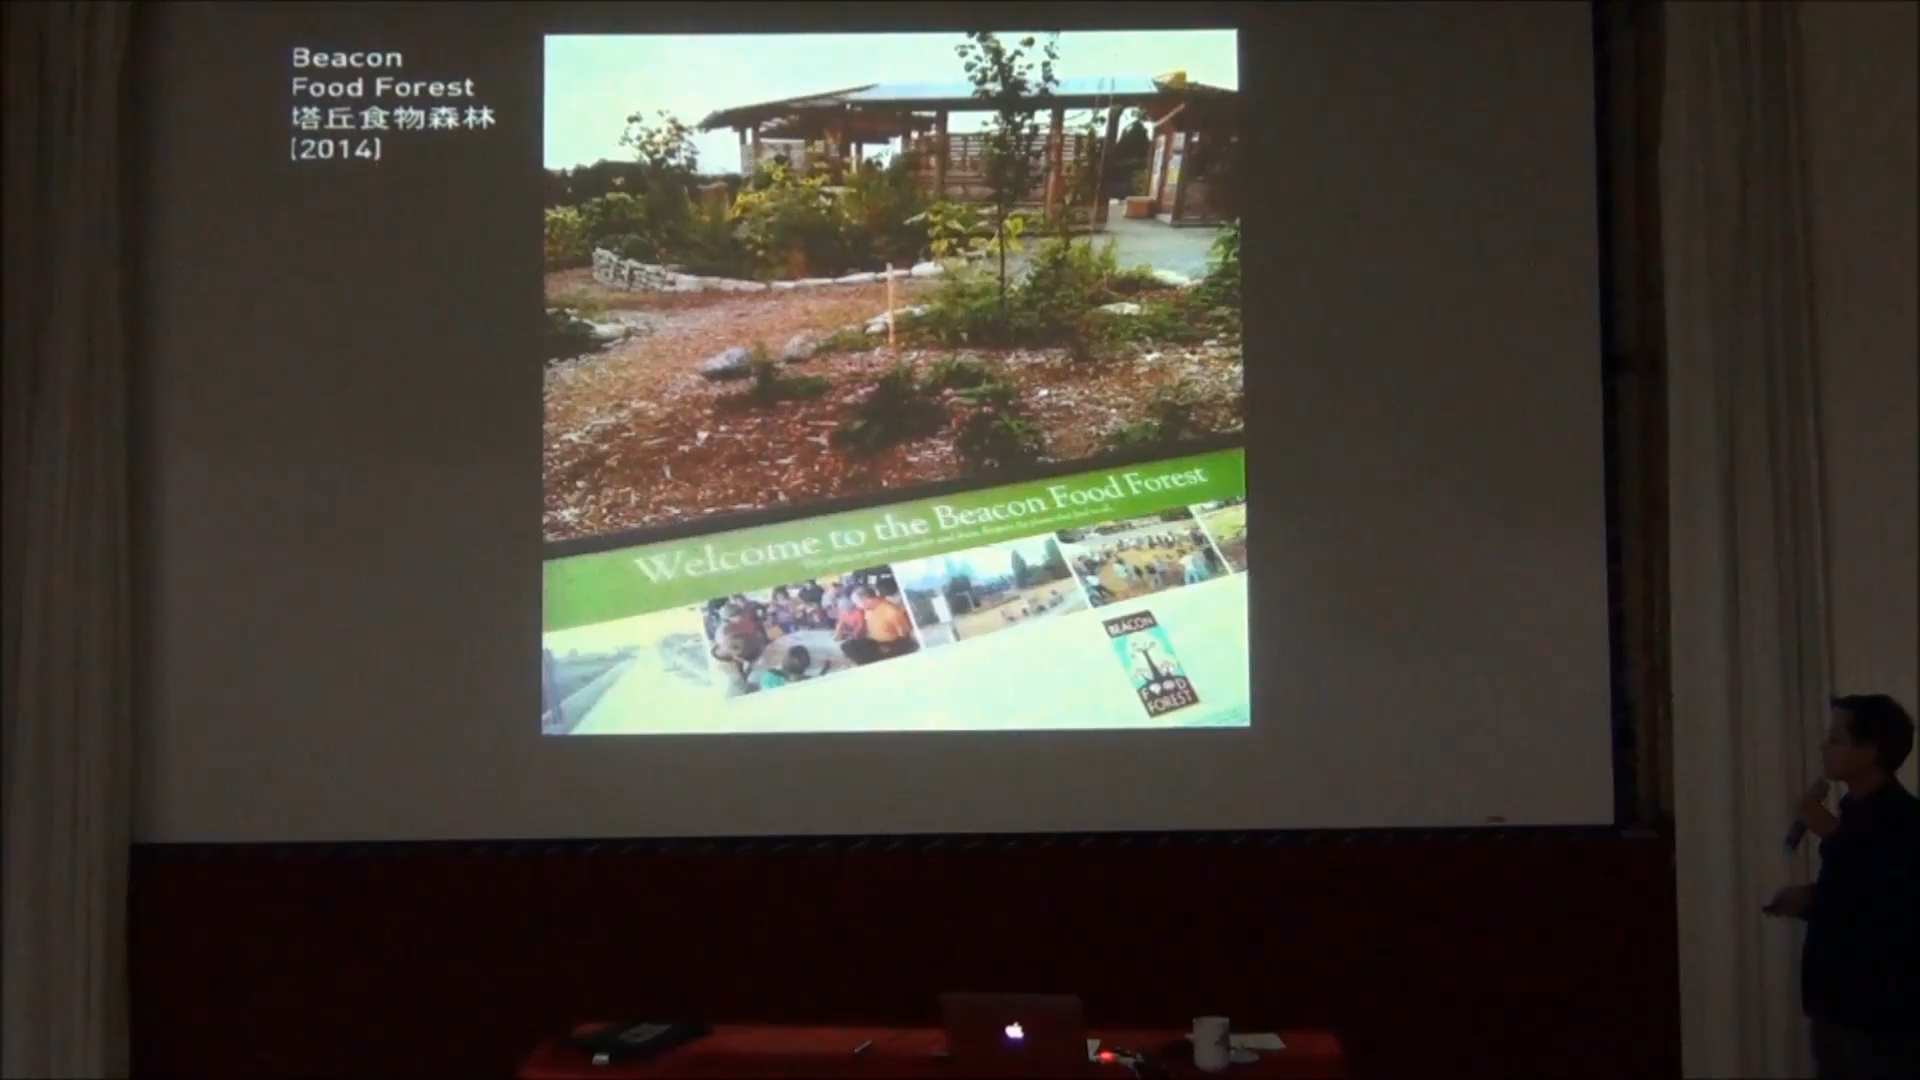 Beacon
Food Forest
塔丘食物森林
(2014)
Welcome to the Beacon Food Forest
BEACON
FOOD
FOREST